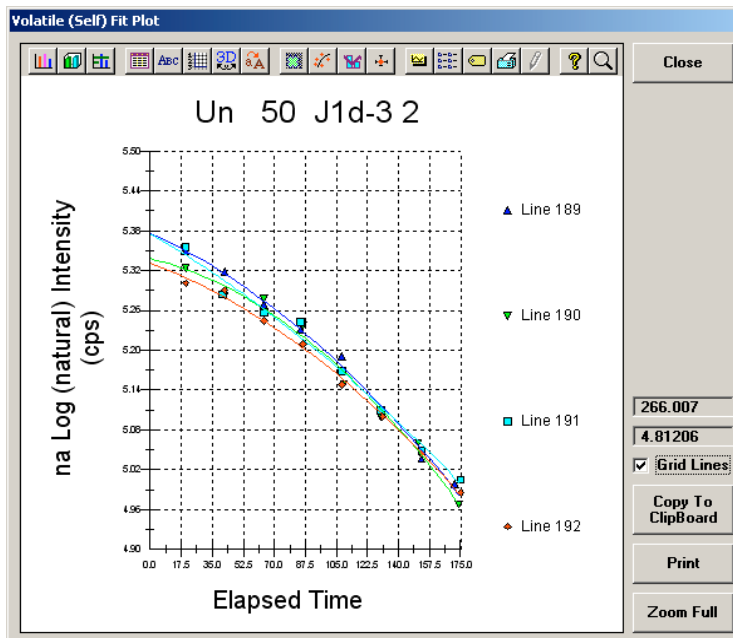 Volatile (Self) Fit Plot
ABC
3D
aA
?
Close
Un 50 J1d-3 2
na Log (natural) Intensity
(cps)
5.50
5.44
5.38
5.32
5.26
5.20
5.14
5.08
5.02
4.96
4.90
0.0 17.5 35.0 52.5 70.0 87.5 105.0 122.5 140.0 157.5 175.0
Elapsed Time
Line 189
Line 190
Line 191
Line 192
266.007
4.81206
Grid Lines
Copy To
ClipBoard
Print
Zoom Full